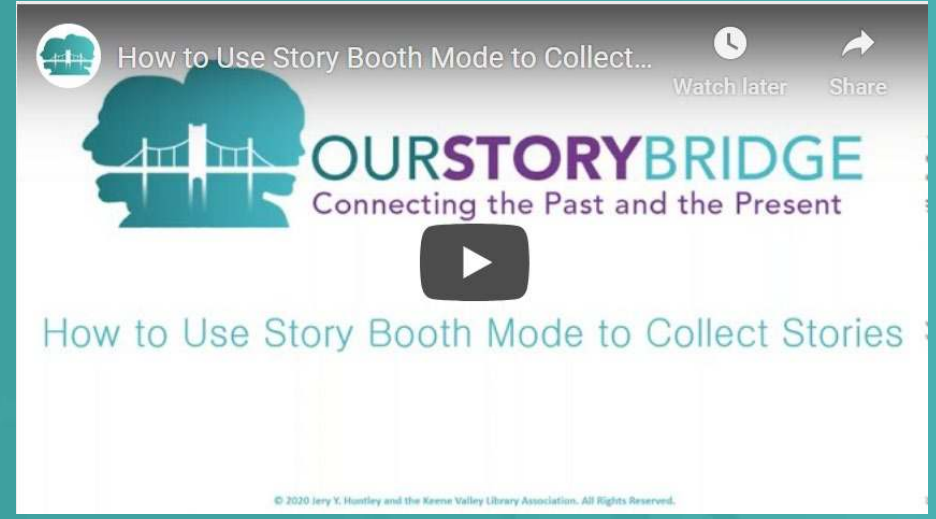 How to Use Story Booth Mode to Collect...
Watch later
Share
OURSTORYBRIDGE
Connecting the Past and the Present
How to Use Story Booth Mode to Collect Stories
© 2020 Jery Y. Huntley and the Keene Valley Library Association. All Rights Reserved.